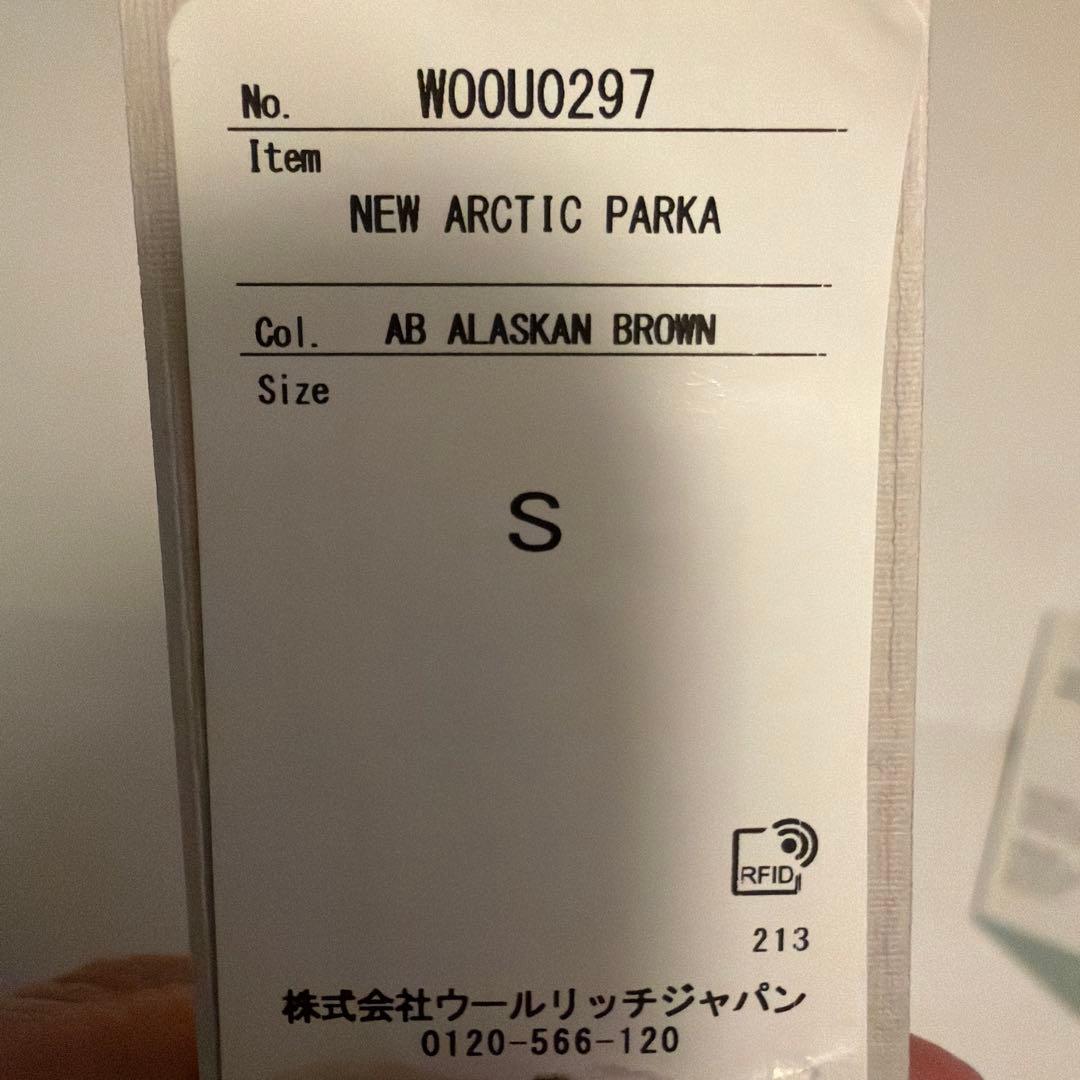 No. WOOU0297
Item
NEW ARCTIC PARKA
Col. AB ALASKAN BROWN
Size
S
RFID
213
株式会社ウールリッチジャパン
0120-566-120